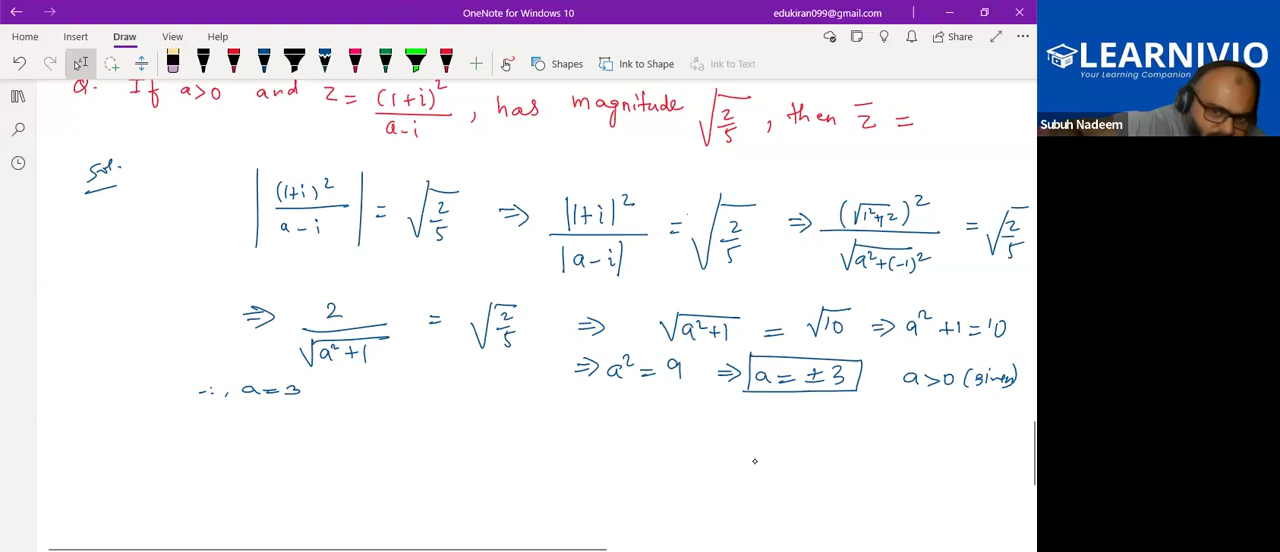 OneNote for Windows 10
edukiran099@gmail.com
Home Insert Draw View Help
Share
Shapes Ink to Shape Ink to Text
LEARNIVIO
Your Learning Companion
Subuh Nadeem
Q. If a>0 and z = (1+i)²/(a-i), has magnitude √(2/5), then z̅ =
Sol.
|(1+i)²/(a-i)| = √(2/5) ⇒ |1+i|²/|a-i| = √(2/5) ⇒ (√(1²+1²))²/√(a²+(-1)²) = √(2/5)
⇒ 2/√(a²+1) = √(2/5) ⇒ √(a²+1) = √10 ⇒ a²+1=10
⇒ a² = 9 ⇒ a = ±3 a>0 (given)
∴, a=3